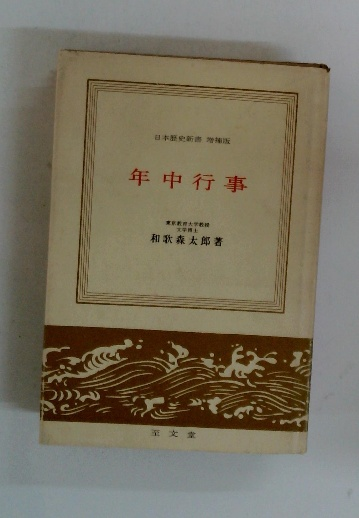 日本歴史新書 増補版
年中行事
東京教育大学教授
文学博士
和歌森太郎著
至文堂